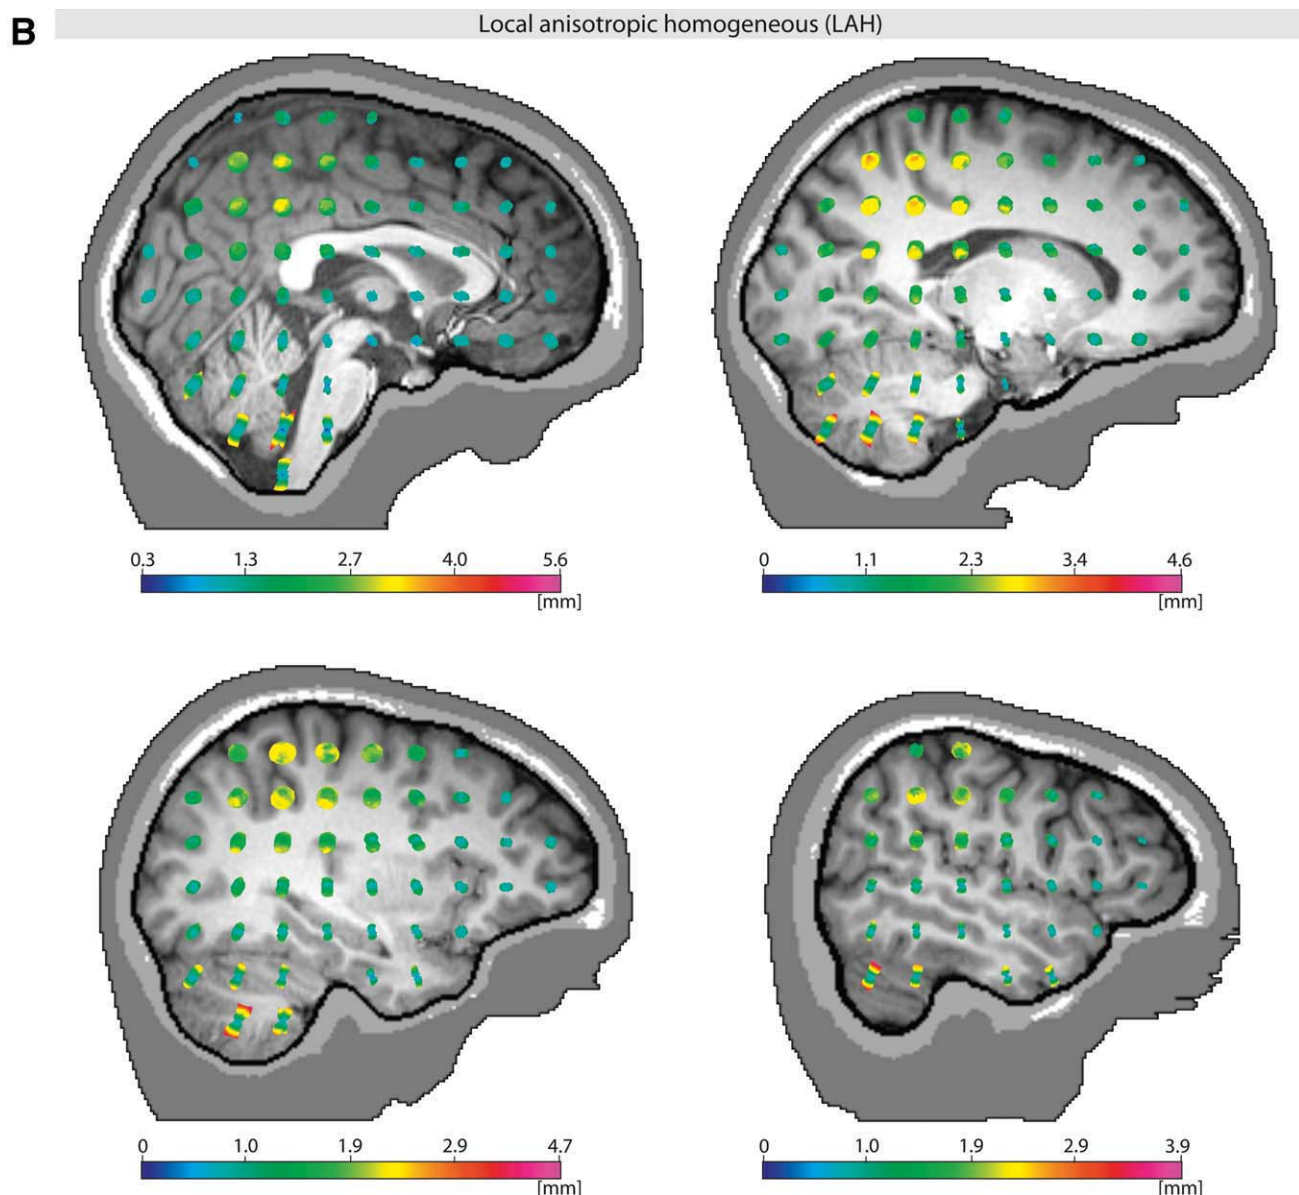 B
Local anisotropic homogeneous (LAH)
0.3 1.3 2.7 4.0 5.6
[mm]
0 1.1 2.3 3.4 4.6
[mm]
0 1.0 1.9 2.9 4.7
[mm]
0 1.0 1.9 2.9 3.9
[mm]